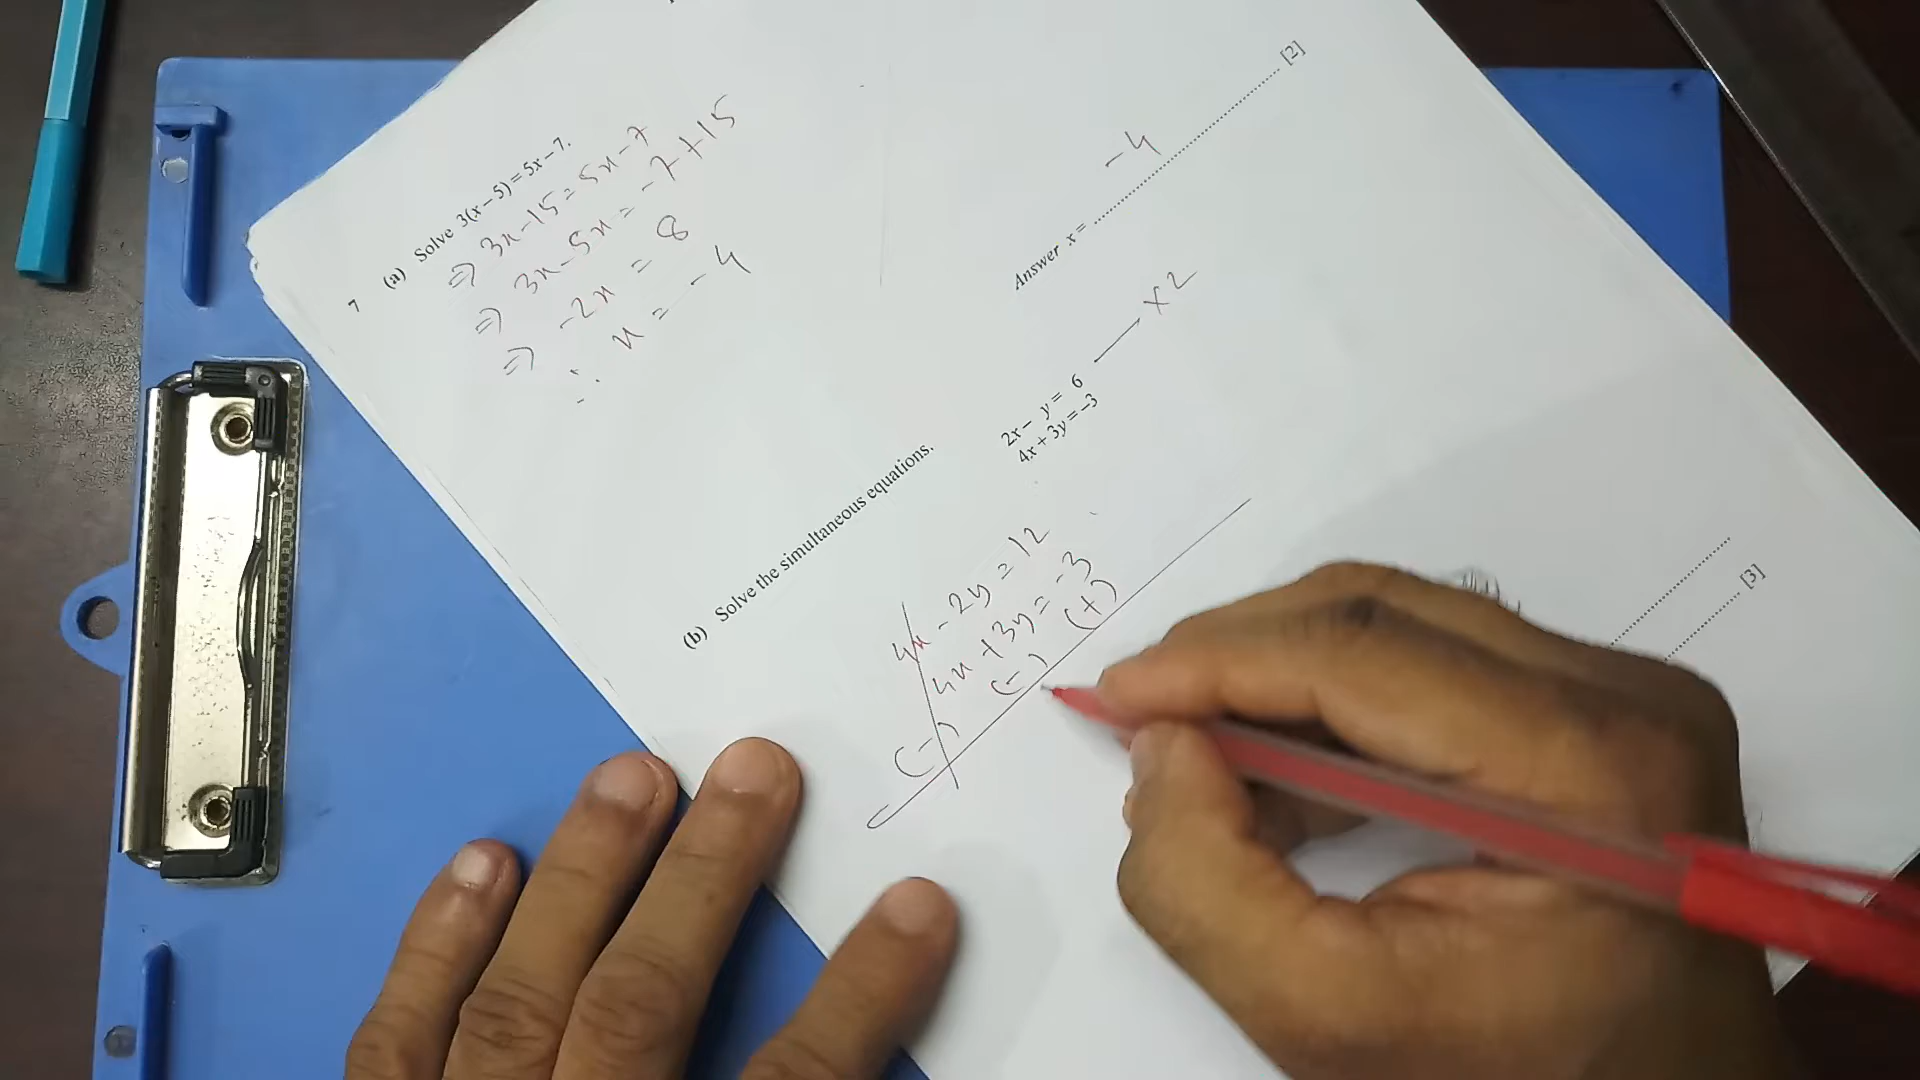 7 (a) Solve 3(x – 5) = 5x – 7.
⇒ 3x - 15 = 5x - 7
⇒ 3x - 5x = -7 + 15
⇒ -2x = 8
∴ x = - 4
- 4
Answer x = ........ [2]
(b) Solve the simultaneous equations.
2x – y = 6 — × 2
4x + 3y = –3
4x - 2y = 12
4x + 3y = -3
(-) (-) (+)
[3]